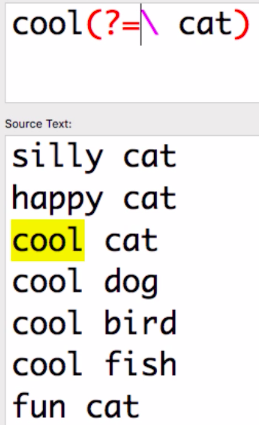 cool(?=\ cat)
Source Text:
silly cat
happy cat
cool cat
cool dog
cool bird
cool fish
fun cat